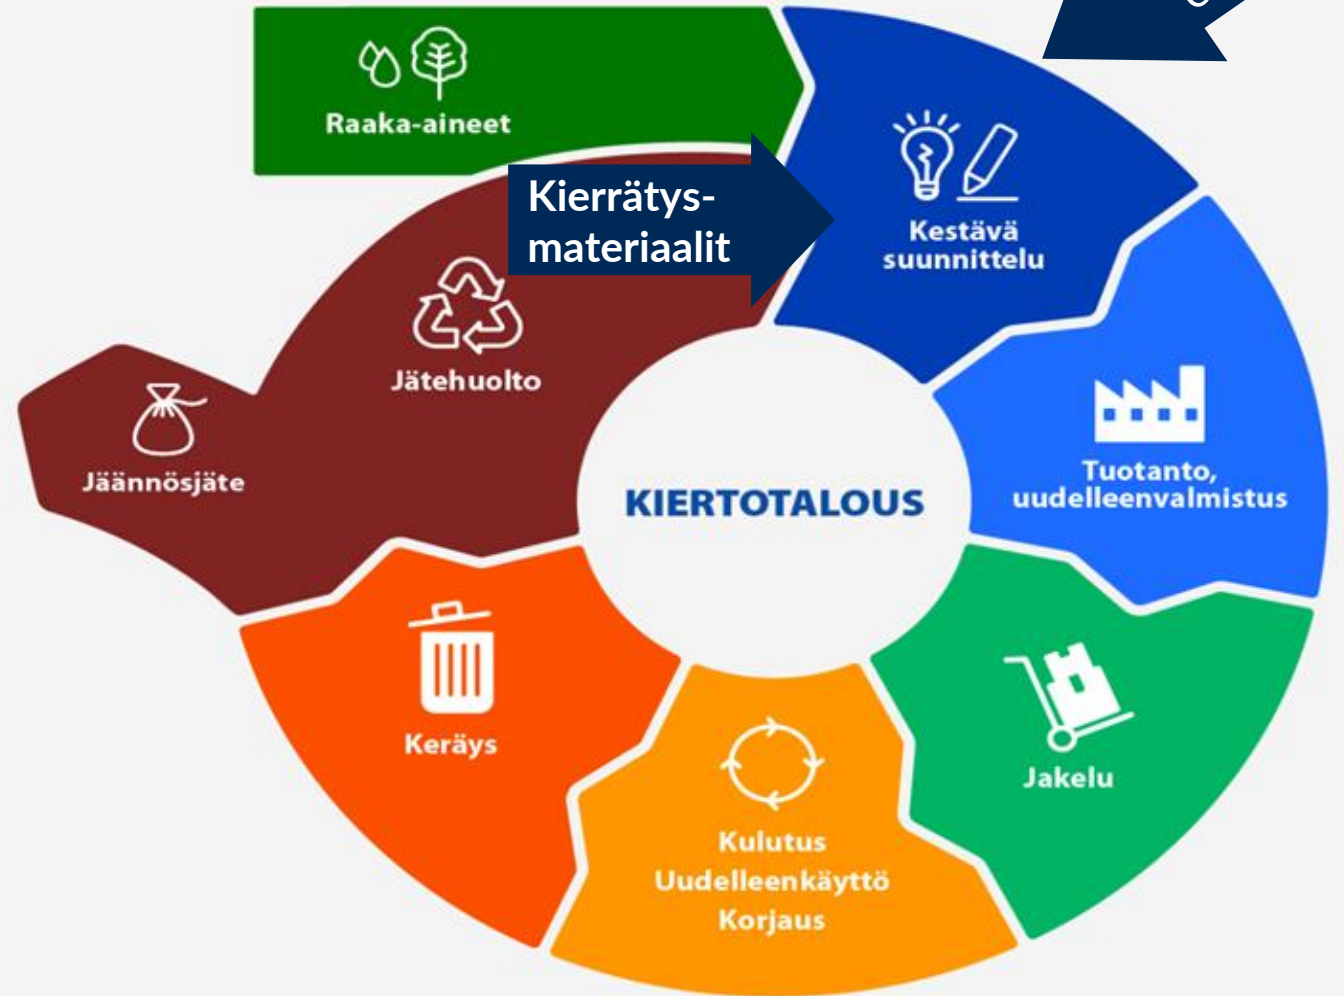 Raaka-aineet
Kierrätys-
materiaalit
Kestävä
suunnittelu
Jätehuolto
Jäännösjäte
KIERTOTALOUS
Tuotanto,
uudelleenvalmistus
Keräys
Jakelu
Kulutus
Uudelleenkäyttö
Korjaus